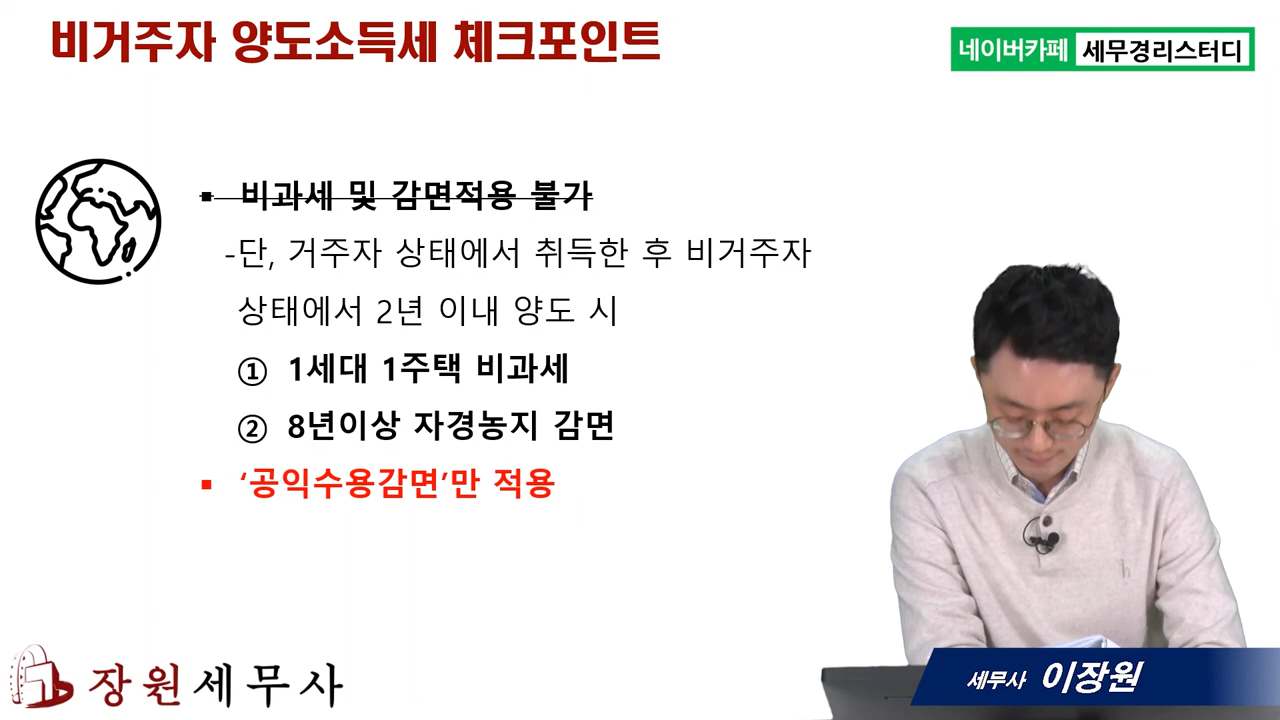 비거주자 양도소득세 체크포인트
네이버카페 세무경리스터디
▪ 비과세 및 감면적용 불가
-단, 거주자 상태에서 취득한 후 비거주자
상태에서 2년 이내 양도 시
① 1세대 1주택 비과세
② 8년이상 자경농지 감면
▪ ‘공익수용감면’만 적용
장원세무사
세무사 이장원